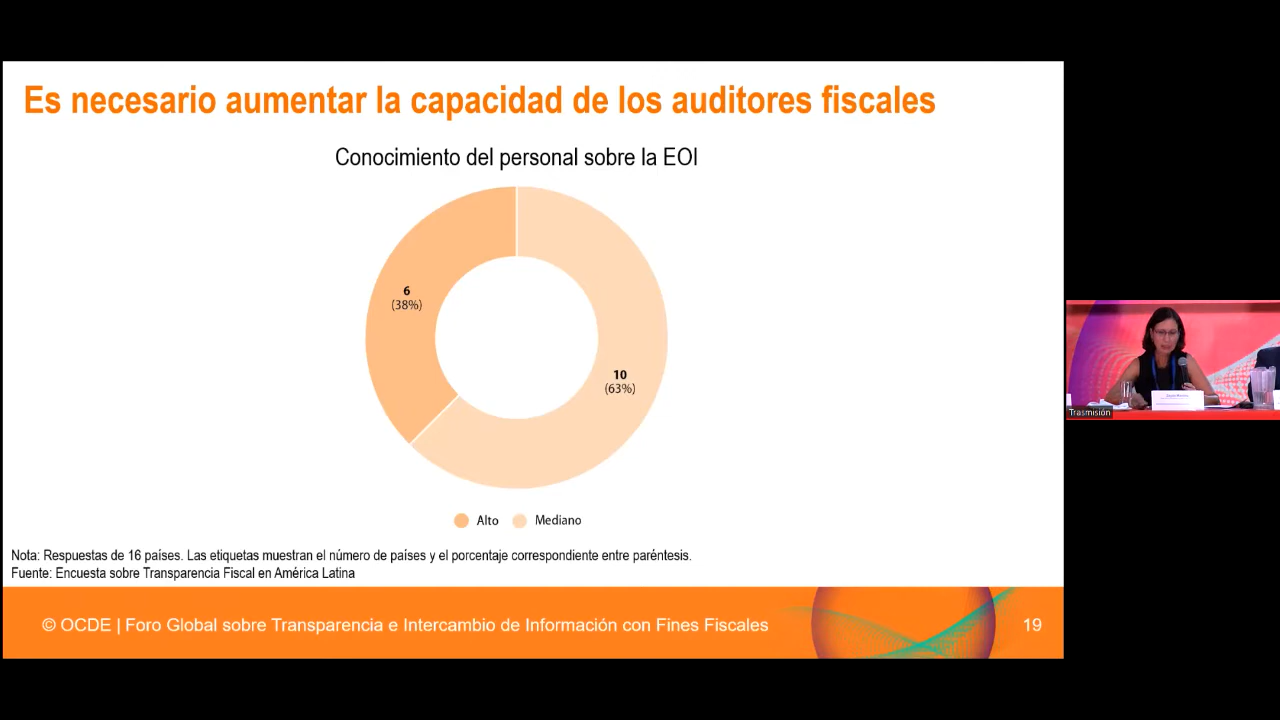 Es necesario aumentar la capacidad de los auditores fiscales
Conocimiento del personal sobre la EOI
6
(38%)
10
(63%)
Alto
Mediano
Nota: Respuestas de 16 países. Las etiquetas muestran el número de países y el porcentaje correspondiente entre paréntesis.
Fuente: Encuesta sobre Transparencia Fiscal en América Latina
© OCDE | Foro Global sobre Transparencia e Intercambio de Información con Fines Fiscales
19
Trasmisión